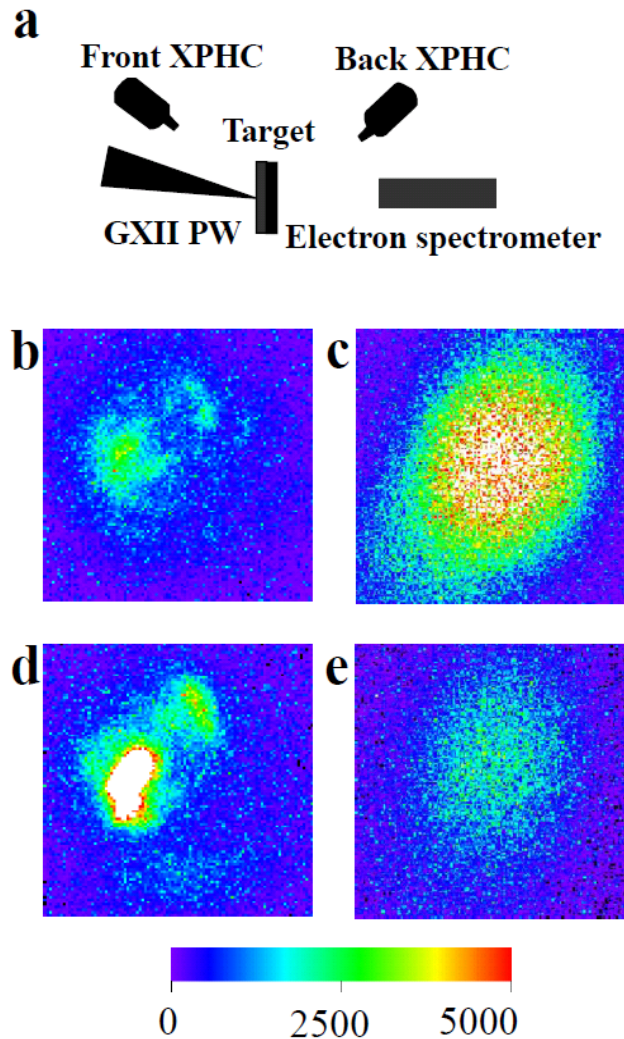 a
Front XPHC
Back XPHC
Target
GXII PW
Electron spectrometer
b
c
d
e
0
2500
5000